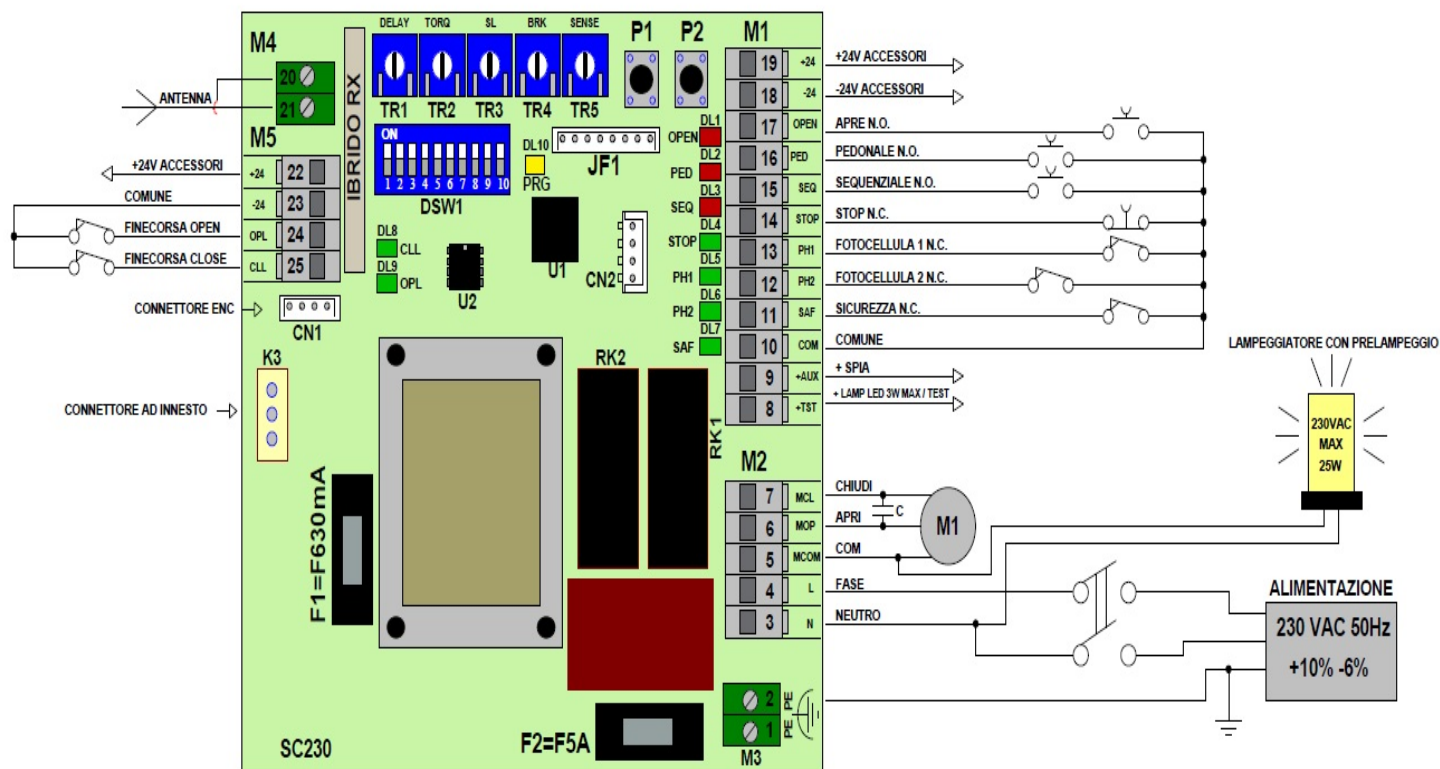 DELAY TORQ SL BRK SENSE
TR1 TR2 TR3 TR4 TR5
P1 P2
M4
20
21
ANTENNA
IBRIDO RX
M5
+24 22
-24 23
OPL 24
CLL 25
+24V ACCESSORI
COMUNE
FINECORSA OPEN
FINECORSA CLOSE
CONNETTORE ENC
CN1
K3
CONNETTORE AD INNESTO
ON
1 2 3 4 5 6 7 8 9 10
DSW1
DL10
PRG
JF1
DL8
CLL
DL9
OPL
U2
U1
CN2
DL1
OPEN
DL2
PED
DL3
SEQ
DL4
STOP
DL5
PH1
DL6
PH2
DL7
SAF
RK2
RK1
F1=F630mA
F2=F5A
SC230
M1
19 +24 +24V ACCESSORI
18 -24 -24V ACCESSORI
17 OPEN APRE N.O.
16 PED PEDONALE N.O.
15 SEQ SEQUENZIALE N.O.
14 STOP STOP N.C.
13 PH1 FOTOCELLULA 1 N.C.
12 PH2 FOTOCELLULA 2 N.C.
11 SAF SICUREZZA N.C.
10 COM COMUNE
9 +AUX + SPIA
8 +TST + LAMP LED 3W MAX / TEST
M2
7 MCL CHIUDI
6 MOP APRI
5 MCOM COM
4 L FASE
3 N NEUTRO
C
M1
2 PE
1 PE
M3
LAMPEGGIATORE CON PRELAMPEGGIO
230VAC
MAX
25W
ALIMENTAZIONE
230 VAC 50Hz
+10% -6%